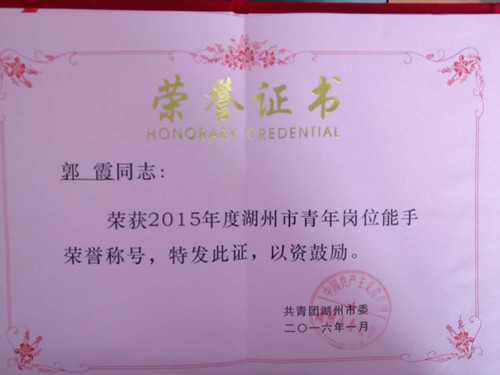 荣誉证书
HONORARY CREDENTIAL
郭 霞同志：
荣获2015年度湖州市青年岗位能手
荣誉称号，特发此证，以资鼓励。
共青团湖州市委
二〇一六年一月